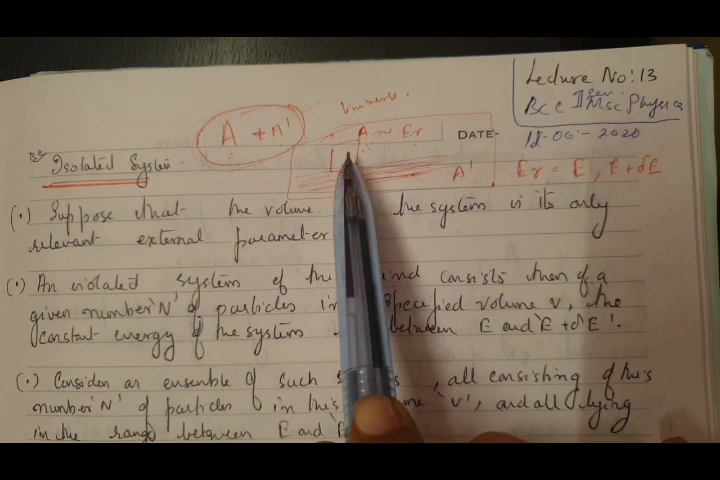 Lecture No: 13
BCC II sem Msc Physics
18-06-2020
Universe.
A + A'
A ~ Er
DATE-
Isolated System.
A'
Er = E, E + δE
(·) Suppose that the volume the system is its only
relevant external parameter
(·) An isolated system of the kind consists then of a
given number 'N' of particles in specified volume v, the
constant energy of the system between E and 'E + δE'.
(·) Consider an ensemble of such , all consisting of this
number 'N' of particles in this 'V', and all lying
in the range between E and